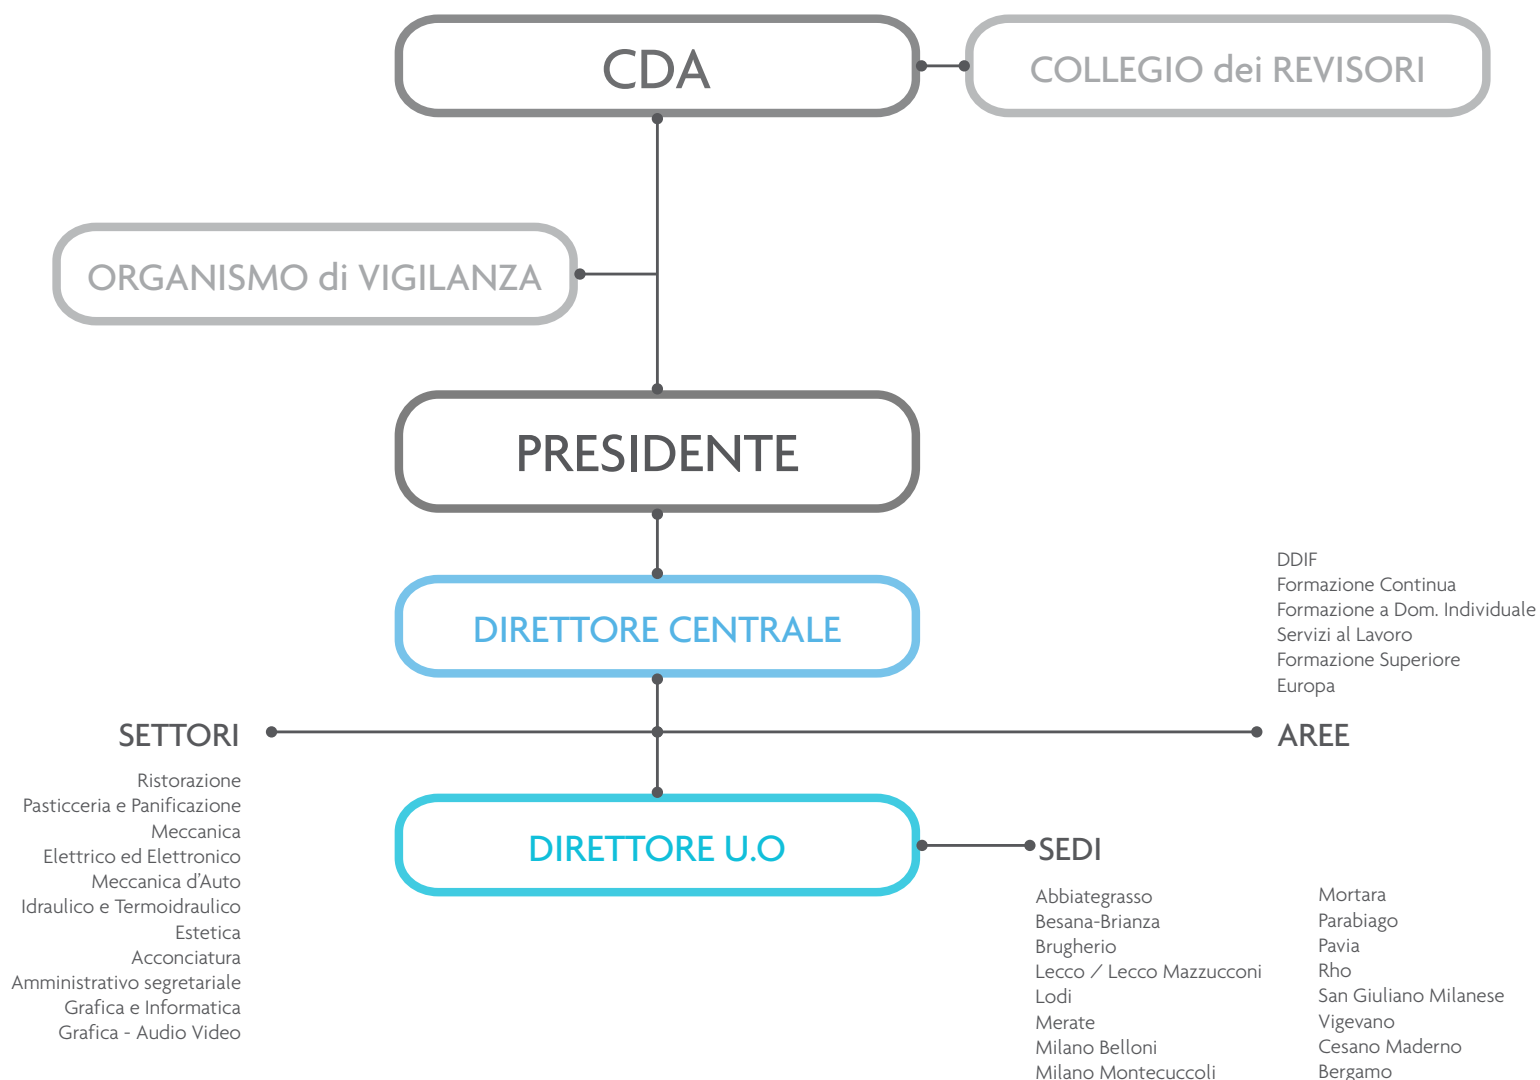 CDA
COLLEGIO dei REVISORI
ORGANISMO di VIGILANZA
PRESIDENTE
DIRETTORE CENTRALE
DDIF
Formazione Continua
Formazione a Dom. Individuale
Servizi al Lavoro
Formazione Superiore
Europa
AREE
SETTORI
Ristorazione
Pasticceria e Panificazione
Meccanica
Elettrico ed Elettronico
Meccanica d’Auto
Idraulico e Termoidraulico
Estetica
Acconciatura
Amministrativo segretariale
Grafica e Informatica
Grafica - Audio Video
DIRETTORE U.O
SEDI
Abbiategrasso
Besana-Brianza
Brugherio
Lecco / Lecco Mazzucconi
Lodi
Merate
Milano Belloni
Milano Montecuccoli
Mortara
Parabiago
Pavia
Rho
San Giuliano Milanese
Vigevano
Cesano Maderno
Bergamo